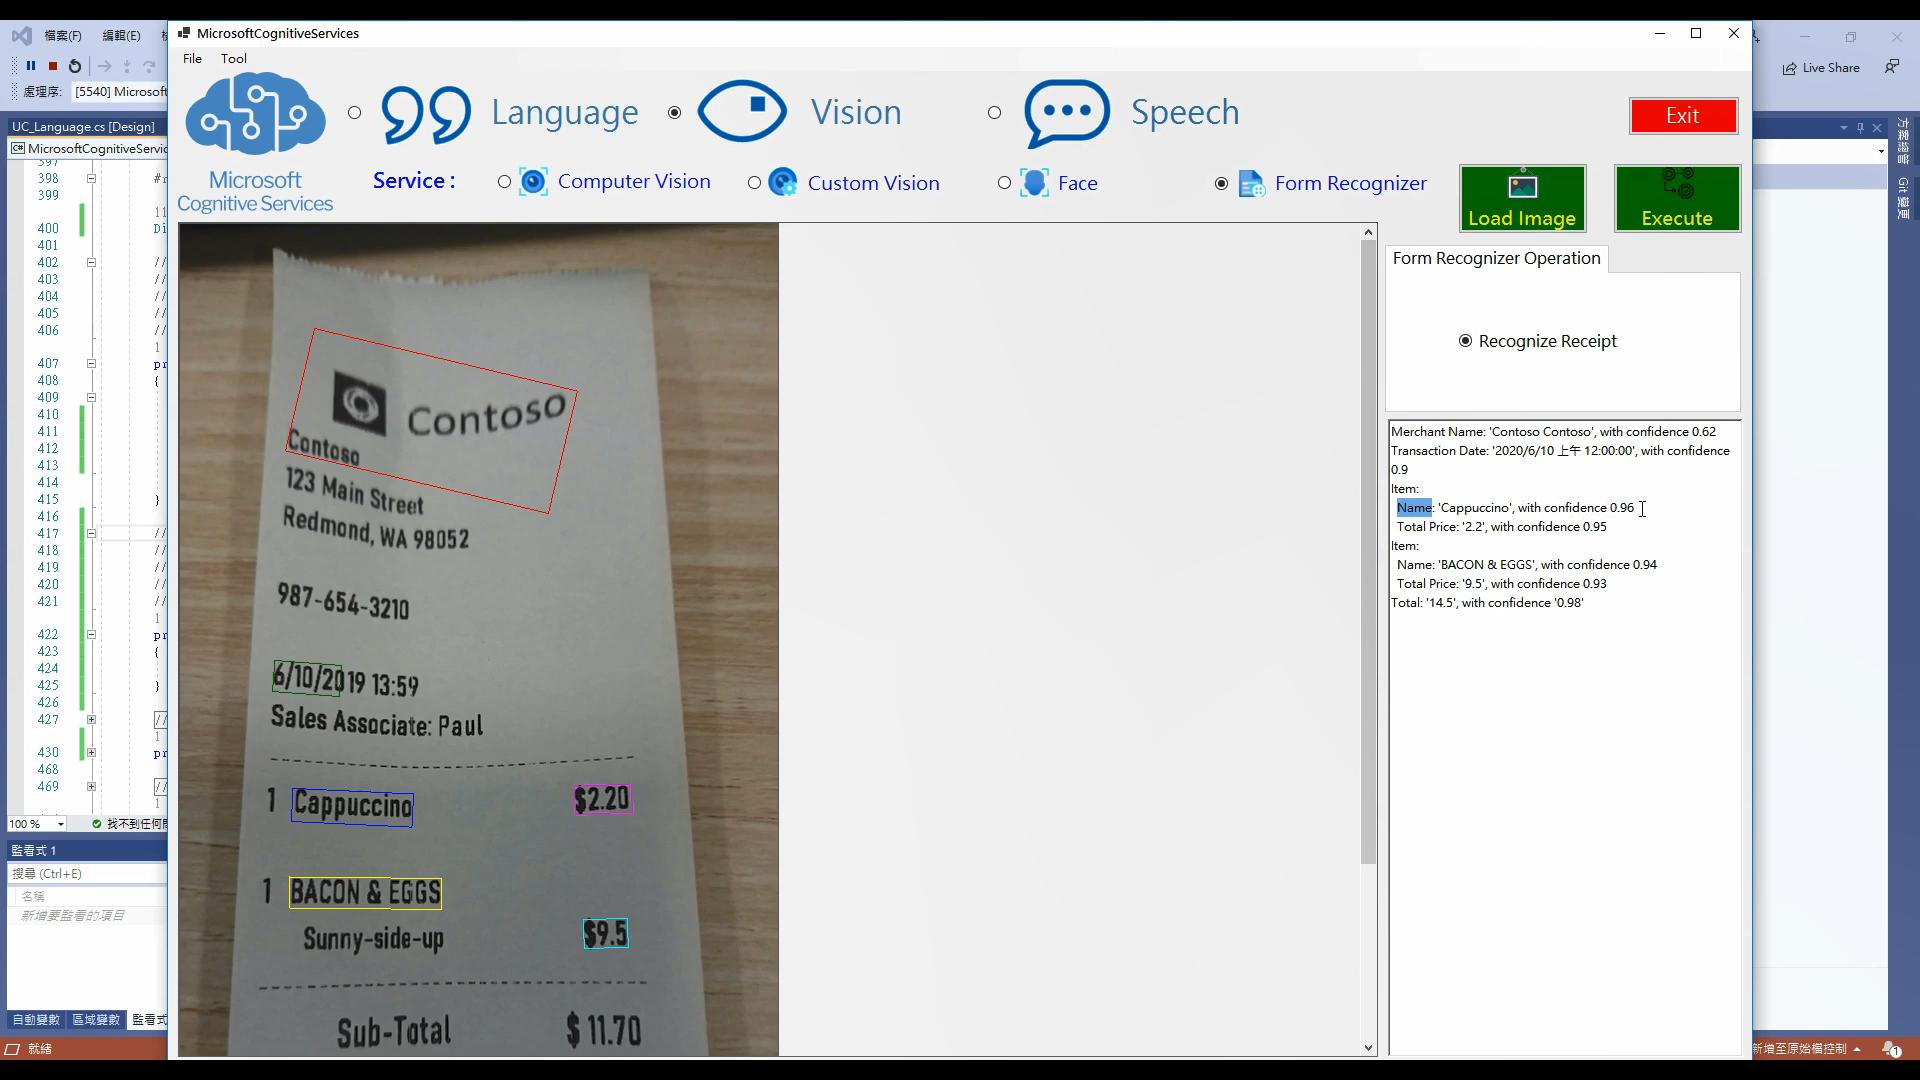 檔案(F) 編輯(E)
處理序: [5540] Microsoft
UC_Language.cs [Design]
MicrosoftCognitiveServic
397
398
399
400
401
402
403
404
405
406
407
408
409
410
411
412
413
414
415
416
417
418
419
420
421
422
423
424
425
426
427
430
468
469
100 %
監看式 1
搜尋 (Ctrl+E)
名稱
新增要監看的項目
自動變數 區域變數 監看式
就緒
MicrosoftCognitiveServices
File Tool
Microsoft
Cognitive Services
Language Vision Speech
Exit
Service :
Computer Vision Custom Vision Face Form Recognizer
Load Image Execute
Contoso
Contoso
123 Main Street
Redmond, WA 98052
987-654-3210
6/10/2019 13:59
Sales Associate: Paul
1 Cappuccino $2.20
1 BACON & EGGS
Sunny-side-up $9.5
Sub-Total $ 11.70
Form Recognizer Operation
Recognize Receipt
Merchant Name: 'Contoso Contoso', with confidence 0.62
Transaction Date: '2020/6/10 上午 12:00:00', with confidence
0.9
Item:
Name: 'Cappuccino', with confidence 0.96
Total Price: '2.2', with confidence 0.95
Item:
Name: 'BACON & EGGS', with confidence 0.94
Total Price: '9.5', with confidence 0.93
Total: '14.5', with confidence '0.98'
Live Share
方案總管
Git 變更
新增至原始檔控制
1